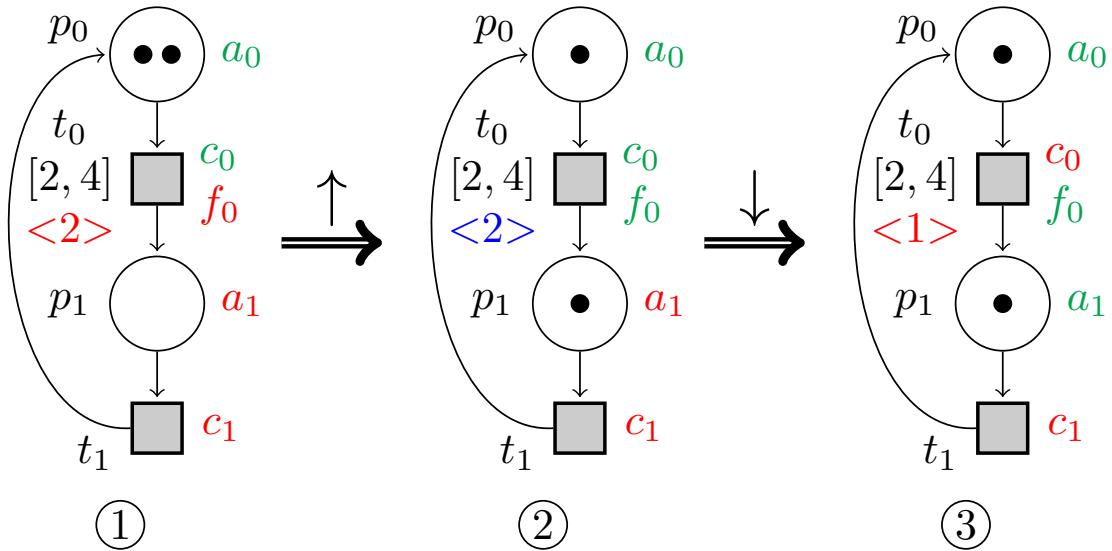 p₀ a₀
t₀
[2, 4] c₀
<2> f₀
p₁ a₁
t₁ c₁
①
↑
p₀ a₀
t₀
[2, 4] c₀
<2> f₀
p₁ a₁
t₁ c₁
②
↓
p₀ a₀
t₀
[2, 4] c₀
<1> f₀
p₁ a₁
t₁ c₁
③